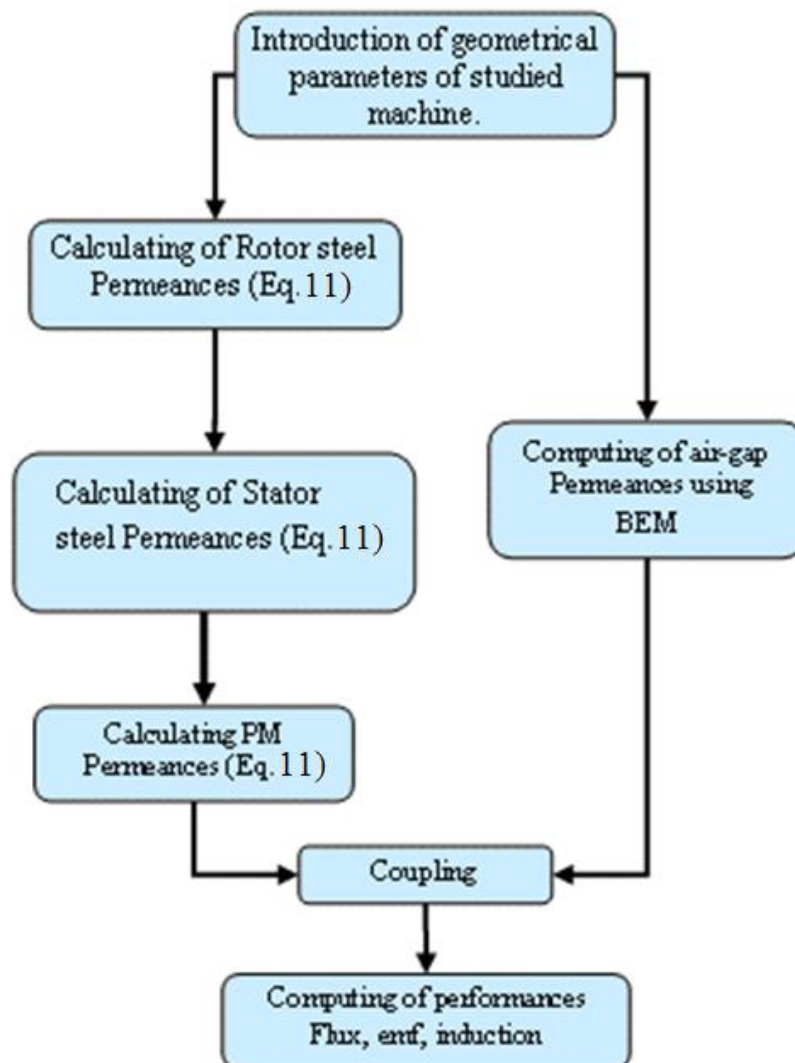 Introduction of geometrical
parameters of studied
machine.
Calculating of Rotor steel
Permeances (Eq.11)
Calculating of Stator
steel Permeances (Eq.11)
Computing of air-gap
Permeances using
BEM
Calculating PM
Permeances (Eq.11)
Coupling
Computing of performances
Flux, emf, induction